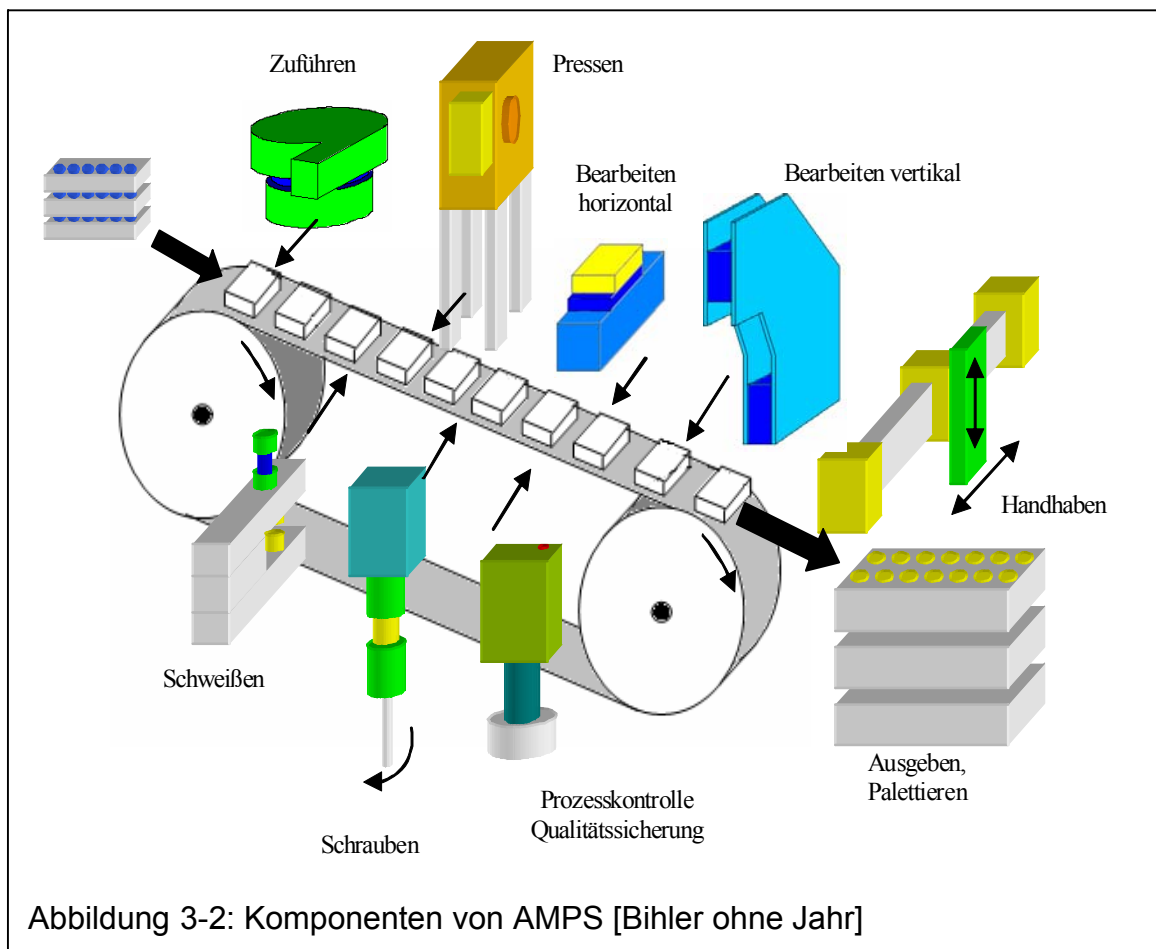 Zuführen
Pressen
Bearbeiten
horizontal
Bearbeiten vertikal
Handhaben
Schweißen
Schrauben
Prozesskontrolle
Qualitätssicherung
Ausgeben,
Palettieren
Abbildung 3-2: Komponenten von AMPS [Bihler ohne Jahr]